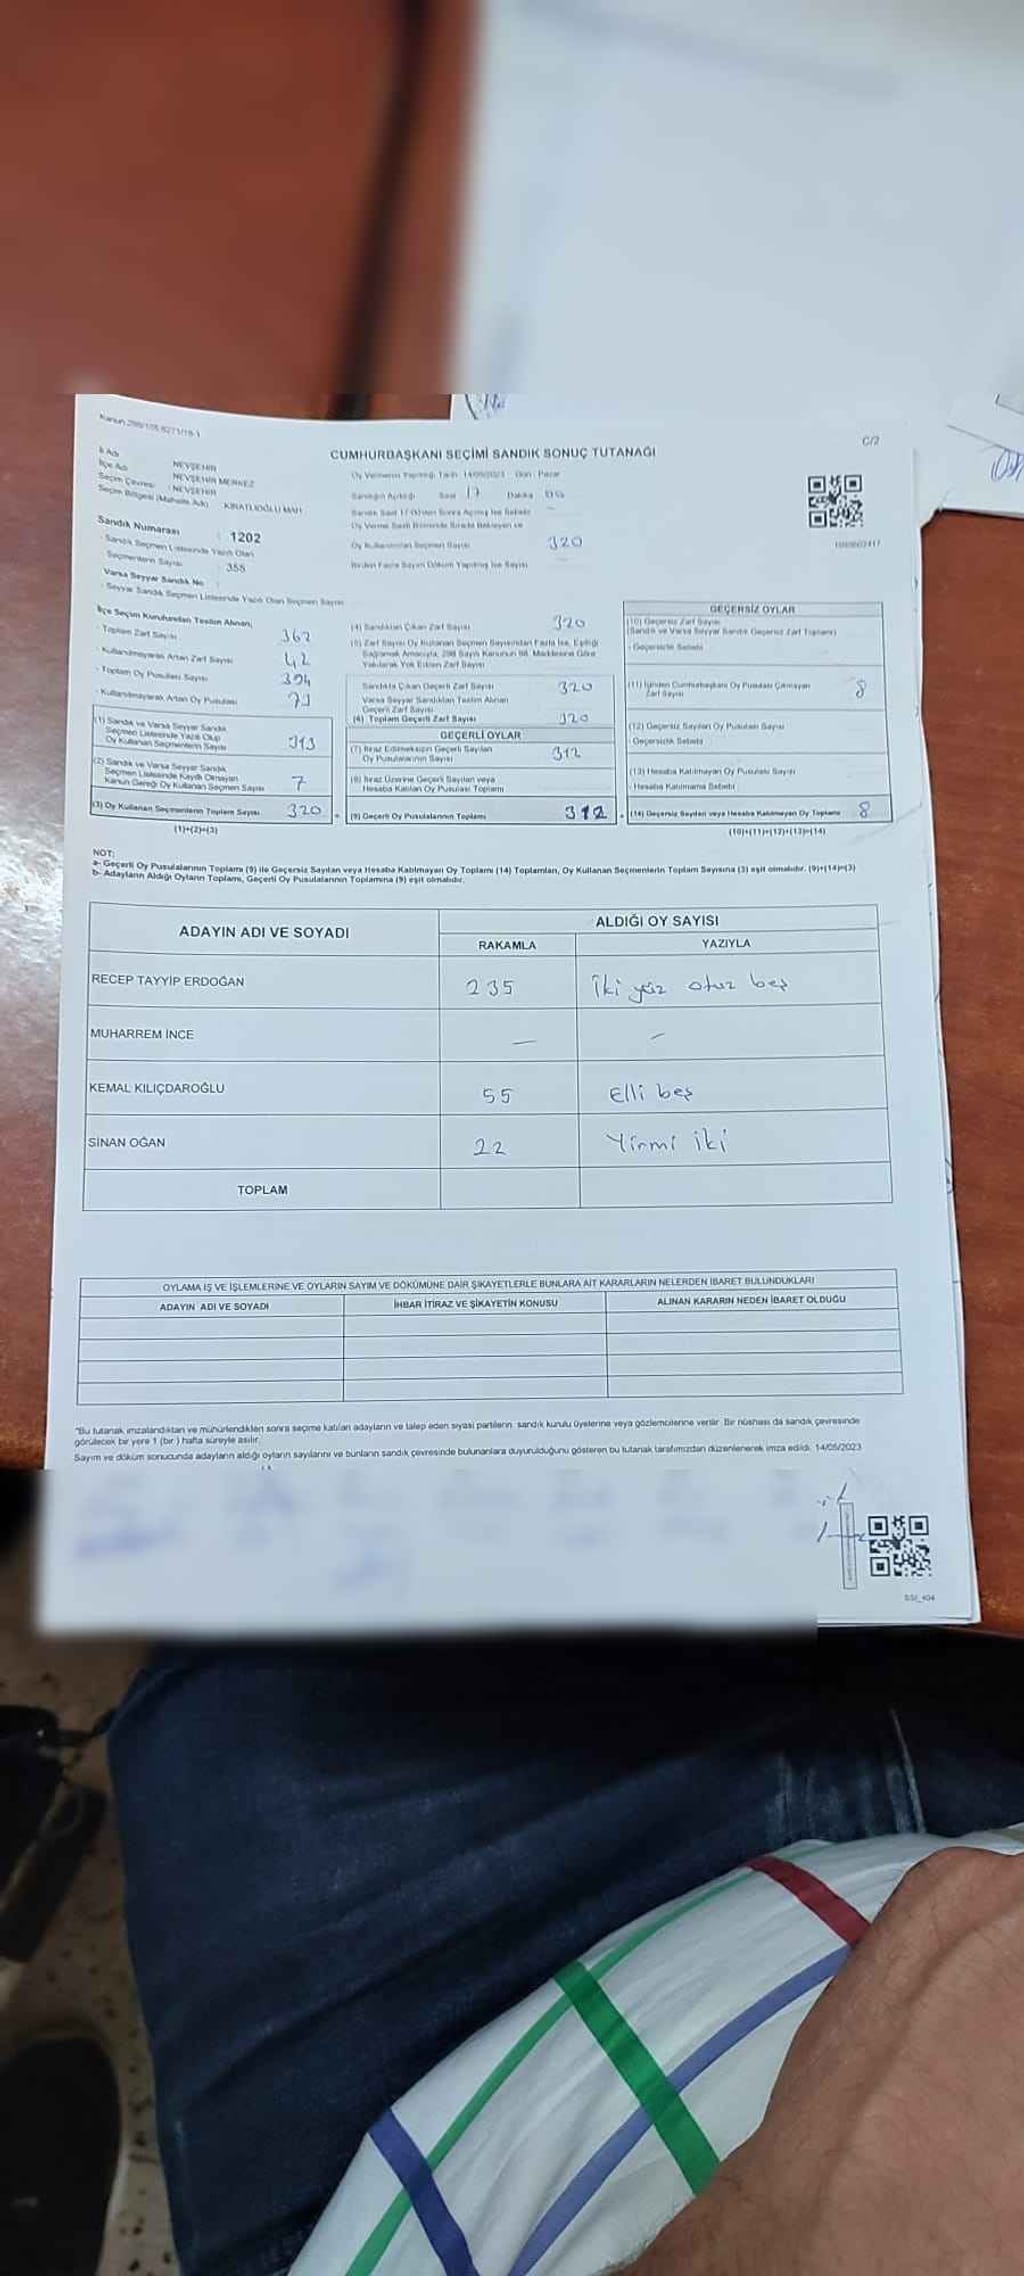 Kanun 298/105 6271/18-1
C/2
CUMHURBAŞKANI SEÇİMİ SANDIK SONUÇ TUTANAĞI
İl Adı : NEVŞEHİR
İlçe Adı : NEVŞEHİR MERKEZ
Seçim Çevresi : NEVŞEHİR
Seçim Bölgesi (Mahalle Adı) : KIRATLIOĞLU MAH.
Sandık Numarası : 1202
- Sandık Seçmen Listesinde Yazılı Olan
Seçmenlerin Sayısı : 355
Varsa Seyyar Sandık No :
- Seyyar Sandık Seçmen Listesinde Yazılı Olan Seçmen Sayısı
Oy Vermenin Yapıldığı Tarih 14/05/2023 Gün : Pazar
Sandığın Açıldığı Saat 17 Dakika
Oy Verme Saati Bitiminde Sırada Bekleyen ve
Oy Kullandırılan Seçmen Sayısı 320
Birden Fazla Sayım Döküm Yapılmış İse Sayısı
İlçe Seçim Kurulundan Teslim Alınan;
- Toplam Zarf Sayısı 362
- Kullanılmayarak Artan Zarf Sayısı 42
- Toplam Oy Pusulası Sayısı 394
- Kullanılmayarak Artan Oy Pusulası
(1) Sandık ve Varsa Seyyar Sandık
Seçmen Listesinde Yazılı Olup
Oy Kullanan Seçmenlerin Sayısı 313
(2) Sandık ve Varsa Seyyar Sandık
Seçmen Listesinde Kaydı Olmayan
Kanun Gereği Oy Kullanan Seçmen Sayısı 7
(3) Oy Kullanan Seçmenlerin Toplam Sayısı 320
(1)+(2)=(3)
(4) Sandıktan Çıkan Zarf Sayısı 320
(5) Zarf Sayısı Oy Kullanan Seçmen Sayısından Fazla İse, Eşitliği
Sağlamak Amacıyla, 298 Sayılı Kanunun 98. Maddesine Göre
Yakılarak Yok Edilen Zarf Sayısı
Sandıkta Çıkan Geçerli Zarf Sayısı 320
Varsa Seyyar Sandıktan Teslim Alınan
Geçerli Zarf Sayısı
(6) Toplam Geçerli Zarf Sayısı 320
GEÇERLİ OYLAR
(7) İtiraz Edilmeksizin Geçerli Sayılan
Oy Pusulalarının Sayısı 312
(8) İtiraz Üzerine Geçerli Sayılan veya
Hesaba Katılan Oy Pusulası Toplamı
(9) Geçerli Oy Pusulalarının Toplamı 312
GEÇERSİZ OYLAR
(10) Geçersiz Zarf Sayısı
(Sandık ve Varsa Seyyar Sandık Geçersiz Zarf Toplamı)
- Geçersizlik Sebebi
(11) İçinden Cumhurbaşkanı Oy Pusulası Çıkmayan
Zarf Sayısı 8
(12) Geçersiz Sayılan Oy Pusulası Sayısı
- Geçersizlik Sebebi
(13) Hesaba Katılmayan Oy Pusulası Sayısı
- Hesaba Katılmama Sebebi
(14) Geçersiz Sayılan veya Hesaba Katılmayan Oy Toplamı 8
(10)+(11)+(12)+(13)=(14)
NOT:
a- Geçerli Oy Pusulalarının Toplamı (9) ile Geçersiz Sayılan veya Hesaba Katılmayan Oy Toplamı (14) Toplamları, Oy Kullanan Seçmenlerin Toplam Sayısına (3) eşit olmalıdır. (9)+(14)=(3)
b- Adayların Aldığı Oyların Toplamı, Geçerli Oy Pusulalarının Toplamına (9) eşit olmalıdır.
ADAYIN ADI VE SOYADI
ALDIĞI OY SAYISI
RAKAMLA YAZIYLA
RECEP TAYYİP ERDOĞAN 235 İki yüz otuz beş
MUHARREM İNCE — —
KEMAL KILIÇDAROĞLU 55 Elli beş
SİNAN OĞAN 22 Yirmi iki
TOPLAM
OYLAMA İŞ VE İŞLEMLERİNE VE OYLARIN SAYIM VE DÖKÜMÜNE DAİR ŞİKAYETLERLE BUNLARA AİT KARARLARIN NELERDEN İBARET BULUNDUKLARI
ADAYIN ADI VE SOYADI İHBAR İTİRAZ VE ŞİKAYETİN KONUSU ALINAN KARARIN NEDEN İBARET OLDUĞU
*Bu tutanak imzalandıktan ve mühürlendikten sonra seçime katılan adayların ve talep eden siyasi partilerin, sandık kurulu üyelerine veya gözlemcilerine verilir. Bir nüshası da sandık çevresinde
görülecek bir yere 1 (bir ) hafta süreyle asılır.
Sayım ve döküm sonucunda adayların aldığı oyların sayılarını ve bunların sandık çevresinde bulunanlara duyurulduğunu gösteren bu tutanak tarafımızdan düzenlenerek imza edildi. 14/05/2023